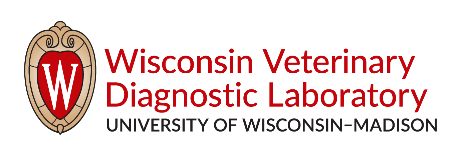 W
Wisconsin Veterinary
Diagnostic Laboratory
UNIVERSITY OF WISCONSIN–MADISON